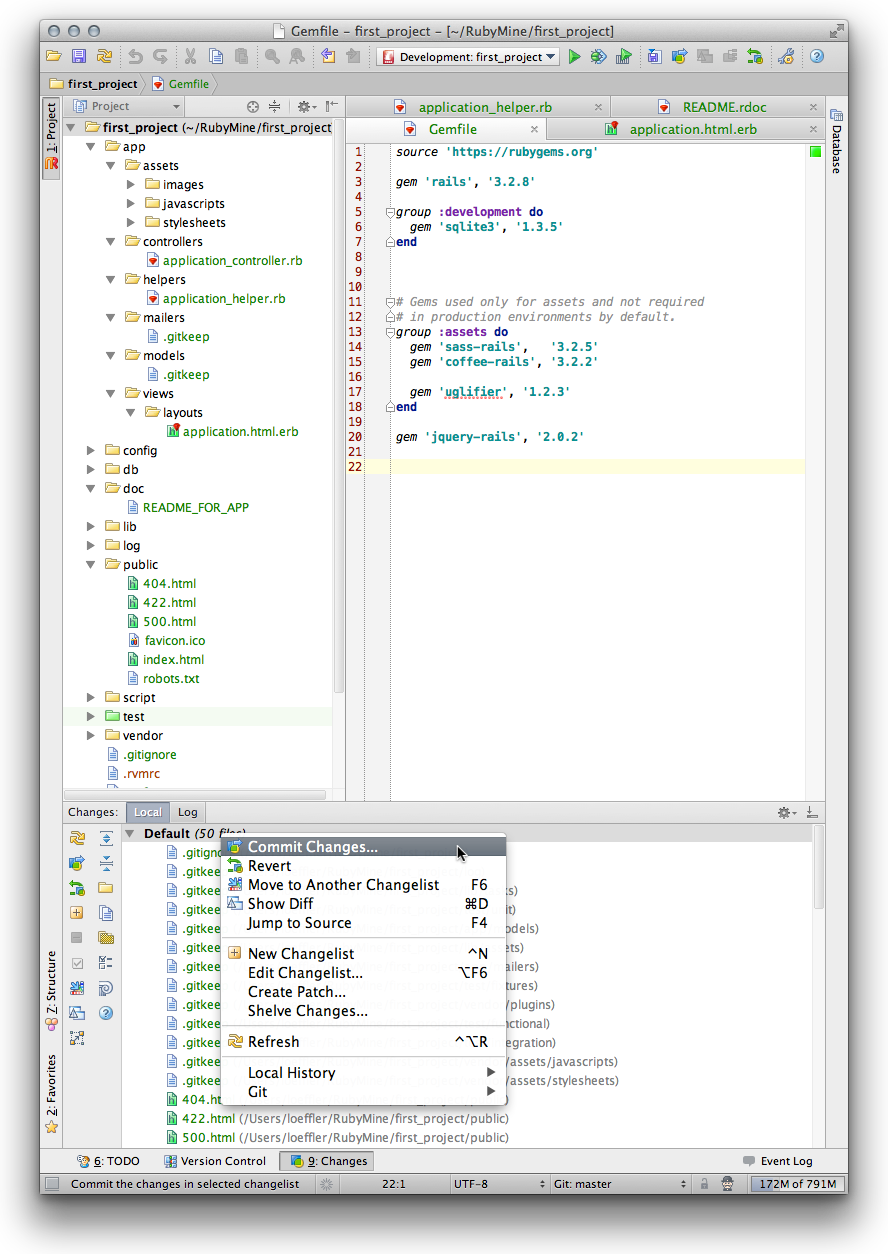 Gemfile - first_project - [~/RubyMine/first_project]
Development: first_project
first_project
Gemfile
1: Project
Project
first_project (~/RubyMine/first_project
app
assets
images
javascripts
stylesheets
controllers
application_controller.rb
helpers
application_helper.rb
mailers
.gitkeep
models
.gitkeep
views
layouts
application.html.erb
config
db
doc
README_FOR_APP
lib
log
public
404.html
422.html
500.html
favicon.ico
index.html
robots.txt
script
test
vendor
.gitignore
.rvmrc
application_helper.rb
README.rdoc
Gemfile
application.html.erb
Database
1 source 'https://rubygems.org'
2
3 gem 'rails', '3.2.8'
4
5 group :development do
6 gem 'sqlite3', '1.3.5'
7 end
8
9
10
11 # Gems used only for assets and not required
12 # in production environments by default.
13 group :assets do
14 gem 'sass-rails', '3.2.5'
15 gem 'coffee-rails', '3.2.2'
16
17 gem 'uglifier', '1.2.3'
18 end
19
20 gem 'jquery-rails', '2.0.2'
21
22
Changes: Local Log
Default (50 files)
.gitigno
.gitkee
.gitkee ks)
.gitkee it)
.gitkee odels)
.gitkee ets)
.gitkee ailers)
.gitkee tures)
.gitkee /plugins)
.gitkee nctional)
.gitkee egration)
.gitkee /assets/javascripts)
.gitkee /assets/stylesheets)
404.ht
422.html (/Users/loeffler/RubyMine/first_project/public)
500.html (/Users/loeffler/RubyMine/first_project/public)
Commit Changes...
Revert
Move to Another Changelist F6
Show Diff ⌘D
Jump to Source F4
New Changelist ^N
Edit Changelist... ⌥F6
Create Patch...
Shelve Changes...
Refresh ^⌥R
Local History
Git
Z: Structure
2: Favorites
6: TODO
Version Control
9: Changes
Event Log
Commit the changes in selected changelist
22:1
UTF-8
Git: master
172M of 791M